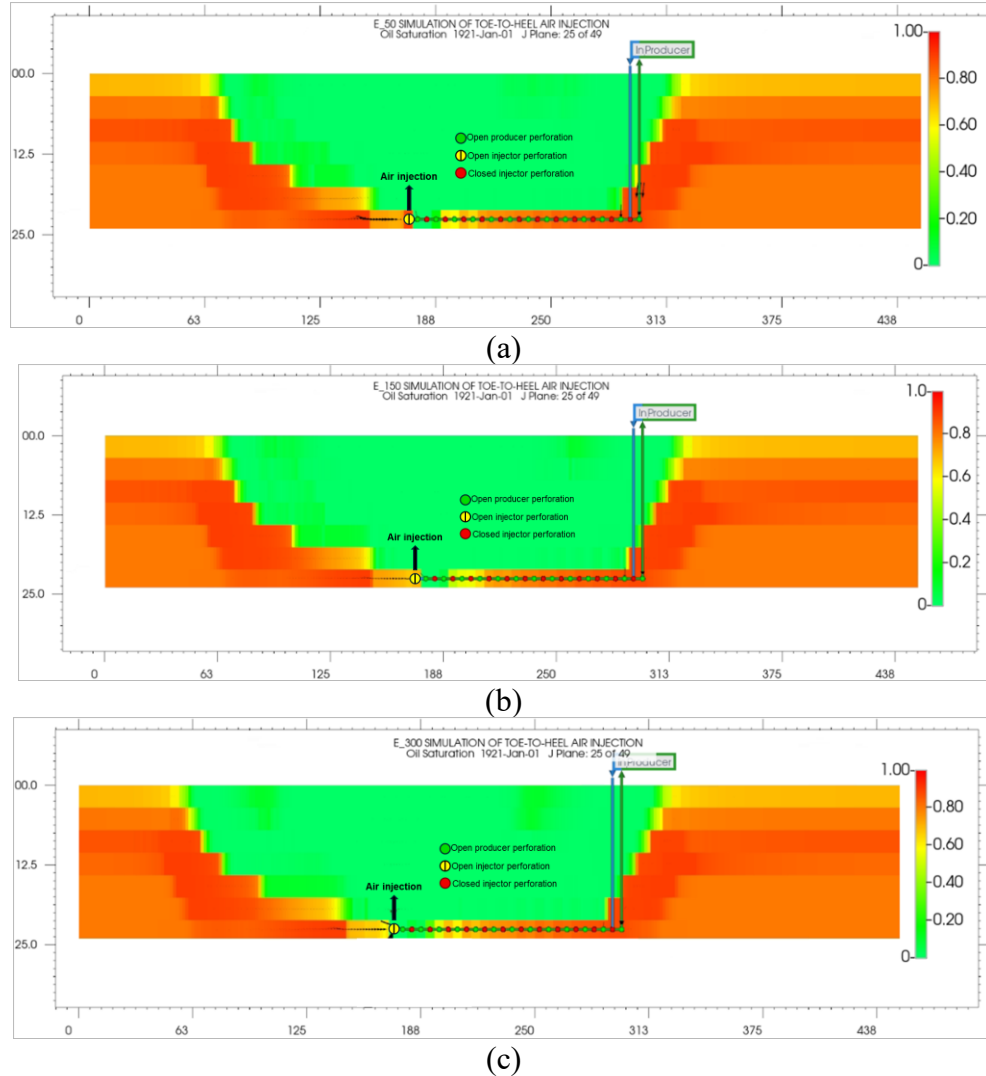 E_50 SIMULATION OF TOE-TO-HEEL AIR INJECTION
Oil Saturation 1921-Jan-01 J Plane: 25 of 49
InProducer
1.00
0.80
0.60
0.40
0.20
0
00.0
12.5
25.0
Open producer perforation
Open injector perforation
Closed injector perforation
Air injection
0 63 125 188 250 313 375 438
(a)
E_150 SIMULATION OF TOE-TO-HEEL AIR INJECTION
Oil Saturation 1921-Jan-01 J Plane: 25 of 49
InProducer
1.0
0.8
0.6
0.4
0.2
0
00.0
12.5
25.0
Open producer perforation
Open injector perforation
Closed injector perforation
Air injection
0 63 125 188 250 313 375 438
(b)
E_300 SIMULATION OF TOE-TO-HEEL AIR INJECTION
Oil Saturation 1921-Jan-01 J Plane: 25 of 49
InProducer
1.00
0.80
0.60
0.40
0.20
0
00.0
12.5
25.0
Open producer perforation
Open injector perforation
Closed injector perforation
Air injection
0 63 125 188 250 313 375 438
(c)